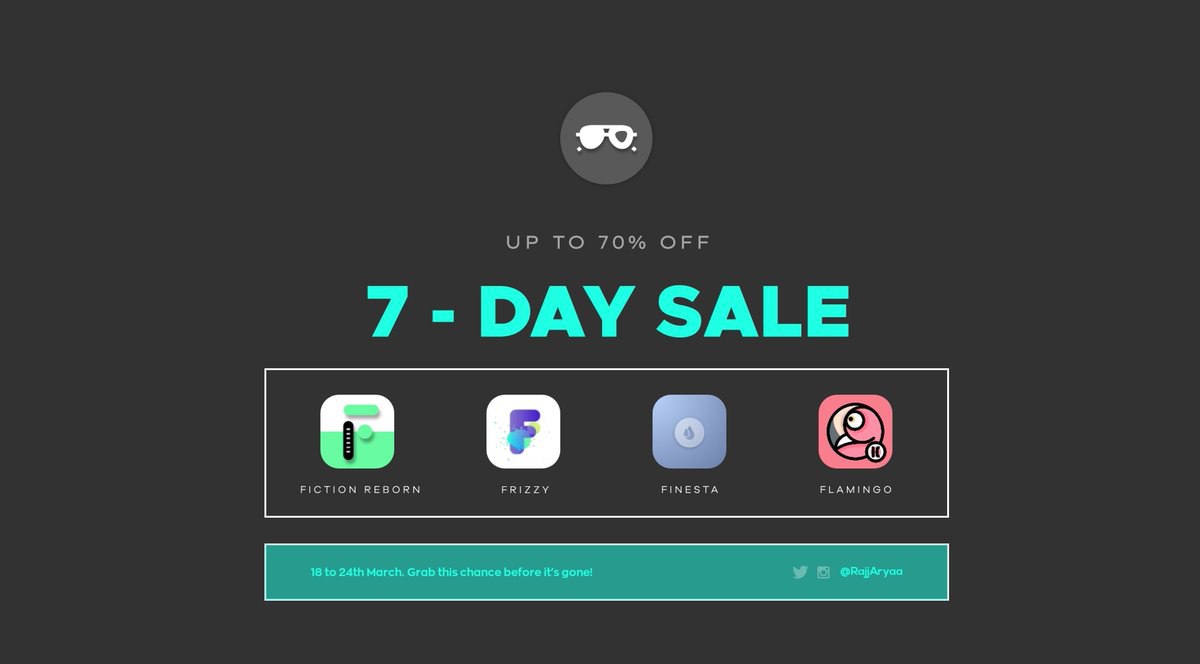 UP TO 70% OFF
7 - DAY SALE
FICTION REBORN
FRIZZY
FINESTA
FLAMINGO
18 to 24th March. Grab this chance before it's gone!
@RajjAryaa